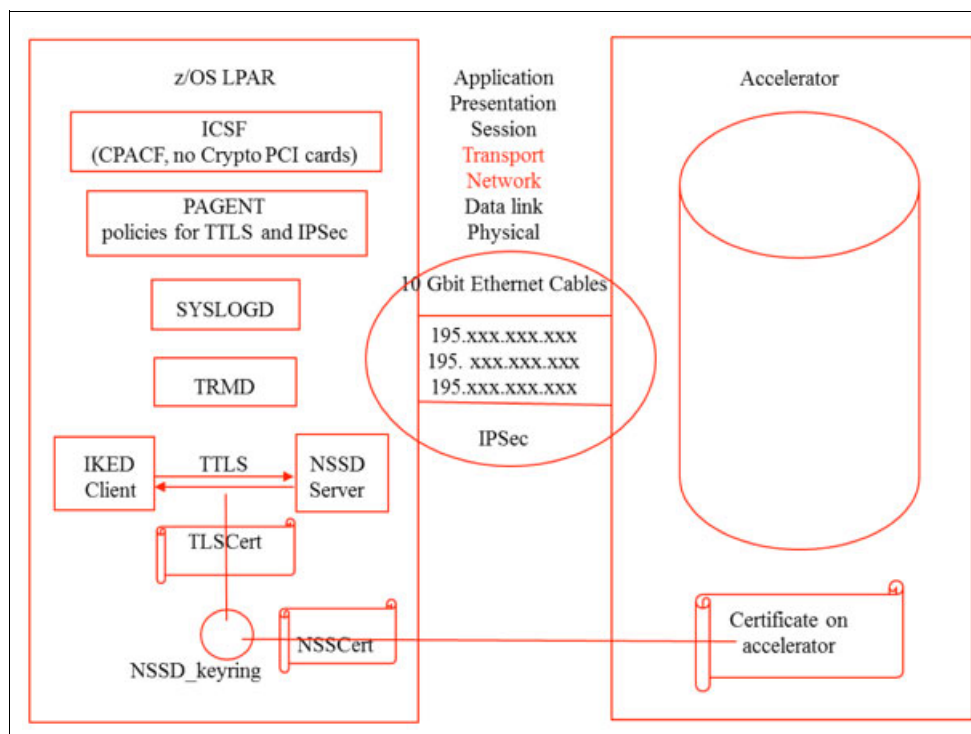 z/OS LPAR
ICSF
(CPACF, no Crypto PCI cards)
PAGENT
policies for TTLS and IPSec
SYSLOGD
TRMD
IKED
Client
TTLS
NSSD
Server
TLSCert
NSSCert
NSSD_keyring
Application
Presentation
Session
Transport
Network
Data link
Physical
10 Gbit Ethernet Cables
195.xxx.xxx.xxx
195. xxx.xxx.xxx
195.xxx.xxx.xxx
IPSec
Accelerator
Certificate on
accelerator